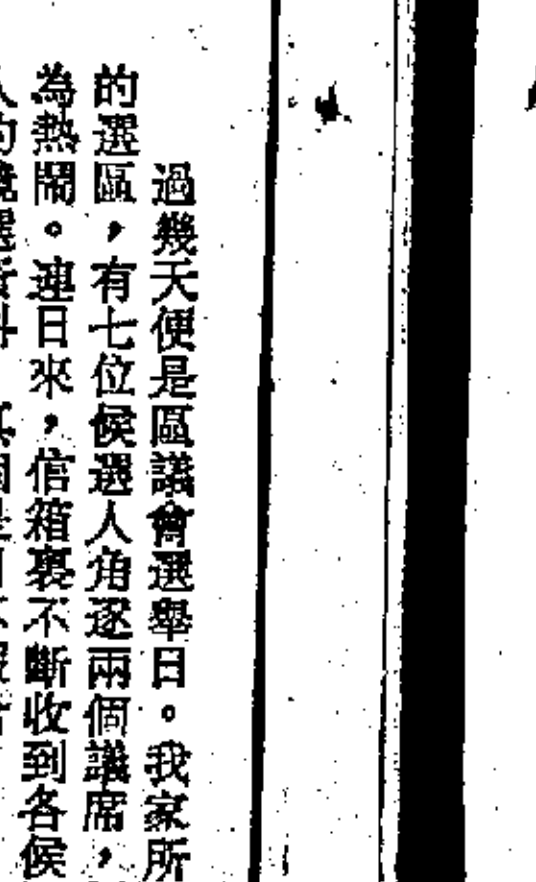 過幾天便是區議會選舉日。我家所
的選區，有七位候選人角逐兩個議席，
為熱鬧。連日來，信箱裏不斷收到各候